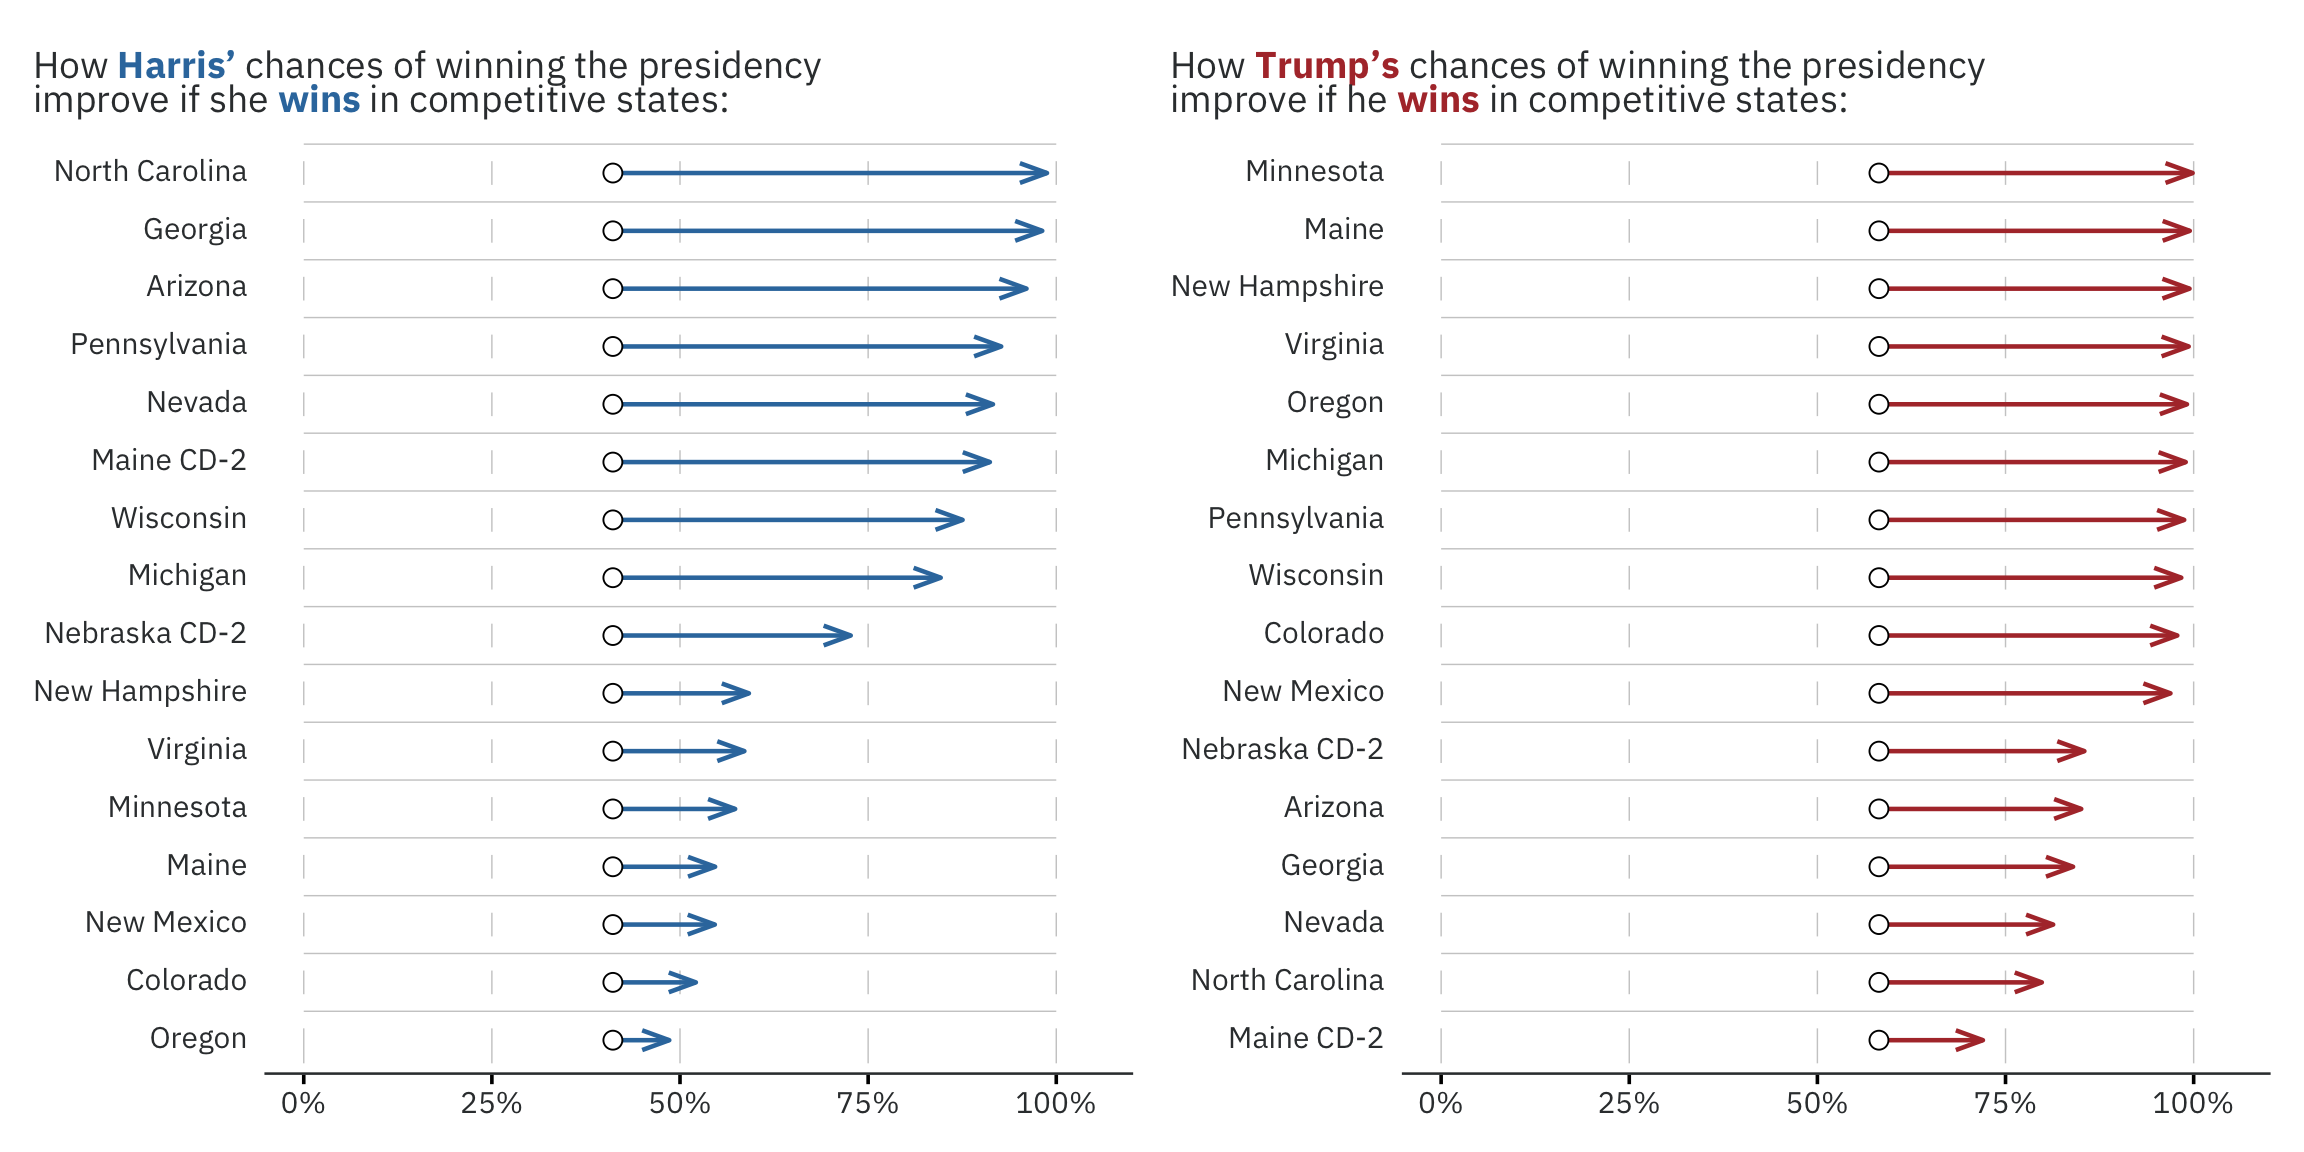 How Harris’ chances of winning the presidency
improve if she wins in competitive states:
North Carolina
Georgia
Arizona
Pennsylvania
Nevada
Maine CD-2
Wisconsin
Michigan
Nebraska CD-2
New Hampshire
Virginia
Minnesota
Maine
New Mexico
Colorado
Oregon
0% 25% 50% 75% 100%
How Trump’s chances of winning the presidency
improve if he wins in competitive states:
Minnesota
Maine
New Hampshire
Virginia
Oregon
Michigan
Pennsylvania
Wisconsin
Colorado
New Mexico
Nebraska CD-2
Arizona
Georgia
Nevada
North Carolina
Maine CD-2
0% 25% 50% 75% 100%